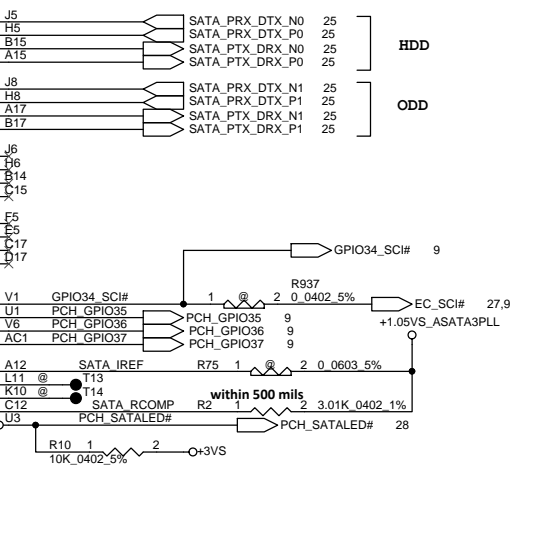 J5 SATA_PRX_DTX_N0 25
H5 SATA_PRX_DTX_P0 25
B15 SATA_PTX_DRX_N0 25
A15 SATA_PTX_DRX_P0 25
HDD
J8 SATA_PRX_DTX_N1 25
H8 SATA_PRX_DTX_P1 25
A17 SATA_PTX_DRX_N1 25
B17 SATA_PTX_DRX_P1 25
ODD
J6
H6
B14
C15
F5
E5
C17
D17
GPIO34_SCI# 9
R937
V1 GPIO34_SCI# 1 @ 2 0_0402_5% EC_SCI# 27,9
U1 PCH_GPIO35 PCH_GPIO35 9
V6 PCH_GPIO36 PCH_GPIO36 9
AC1 PCH_GPIO37 PCH_GPIO37 9
+1.05VS_ASATA3PLL
A12 SATA_IREF R75 1 @ 2 0_0603_5%
L11 @ T13
K10 @ T14
within 500 mils
C12 SATA_RCOMP R2 1 2 3.01K_0402_1%
U3 PCH_SATALED# PCH_SATALED# 28
R10 1 2 +3VS
10K_0402_5%